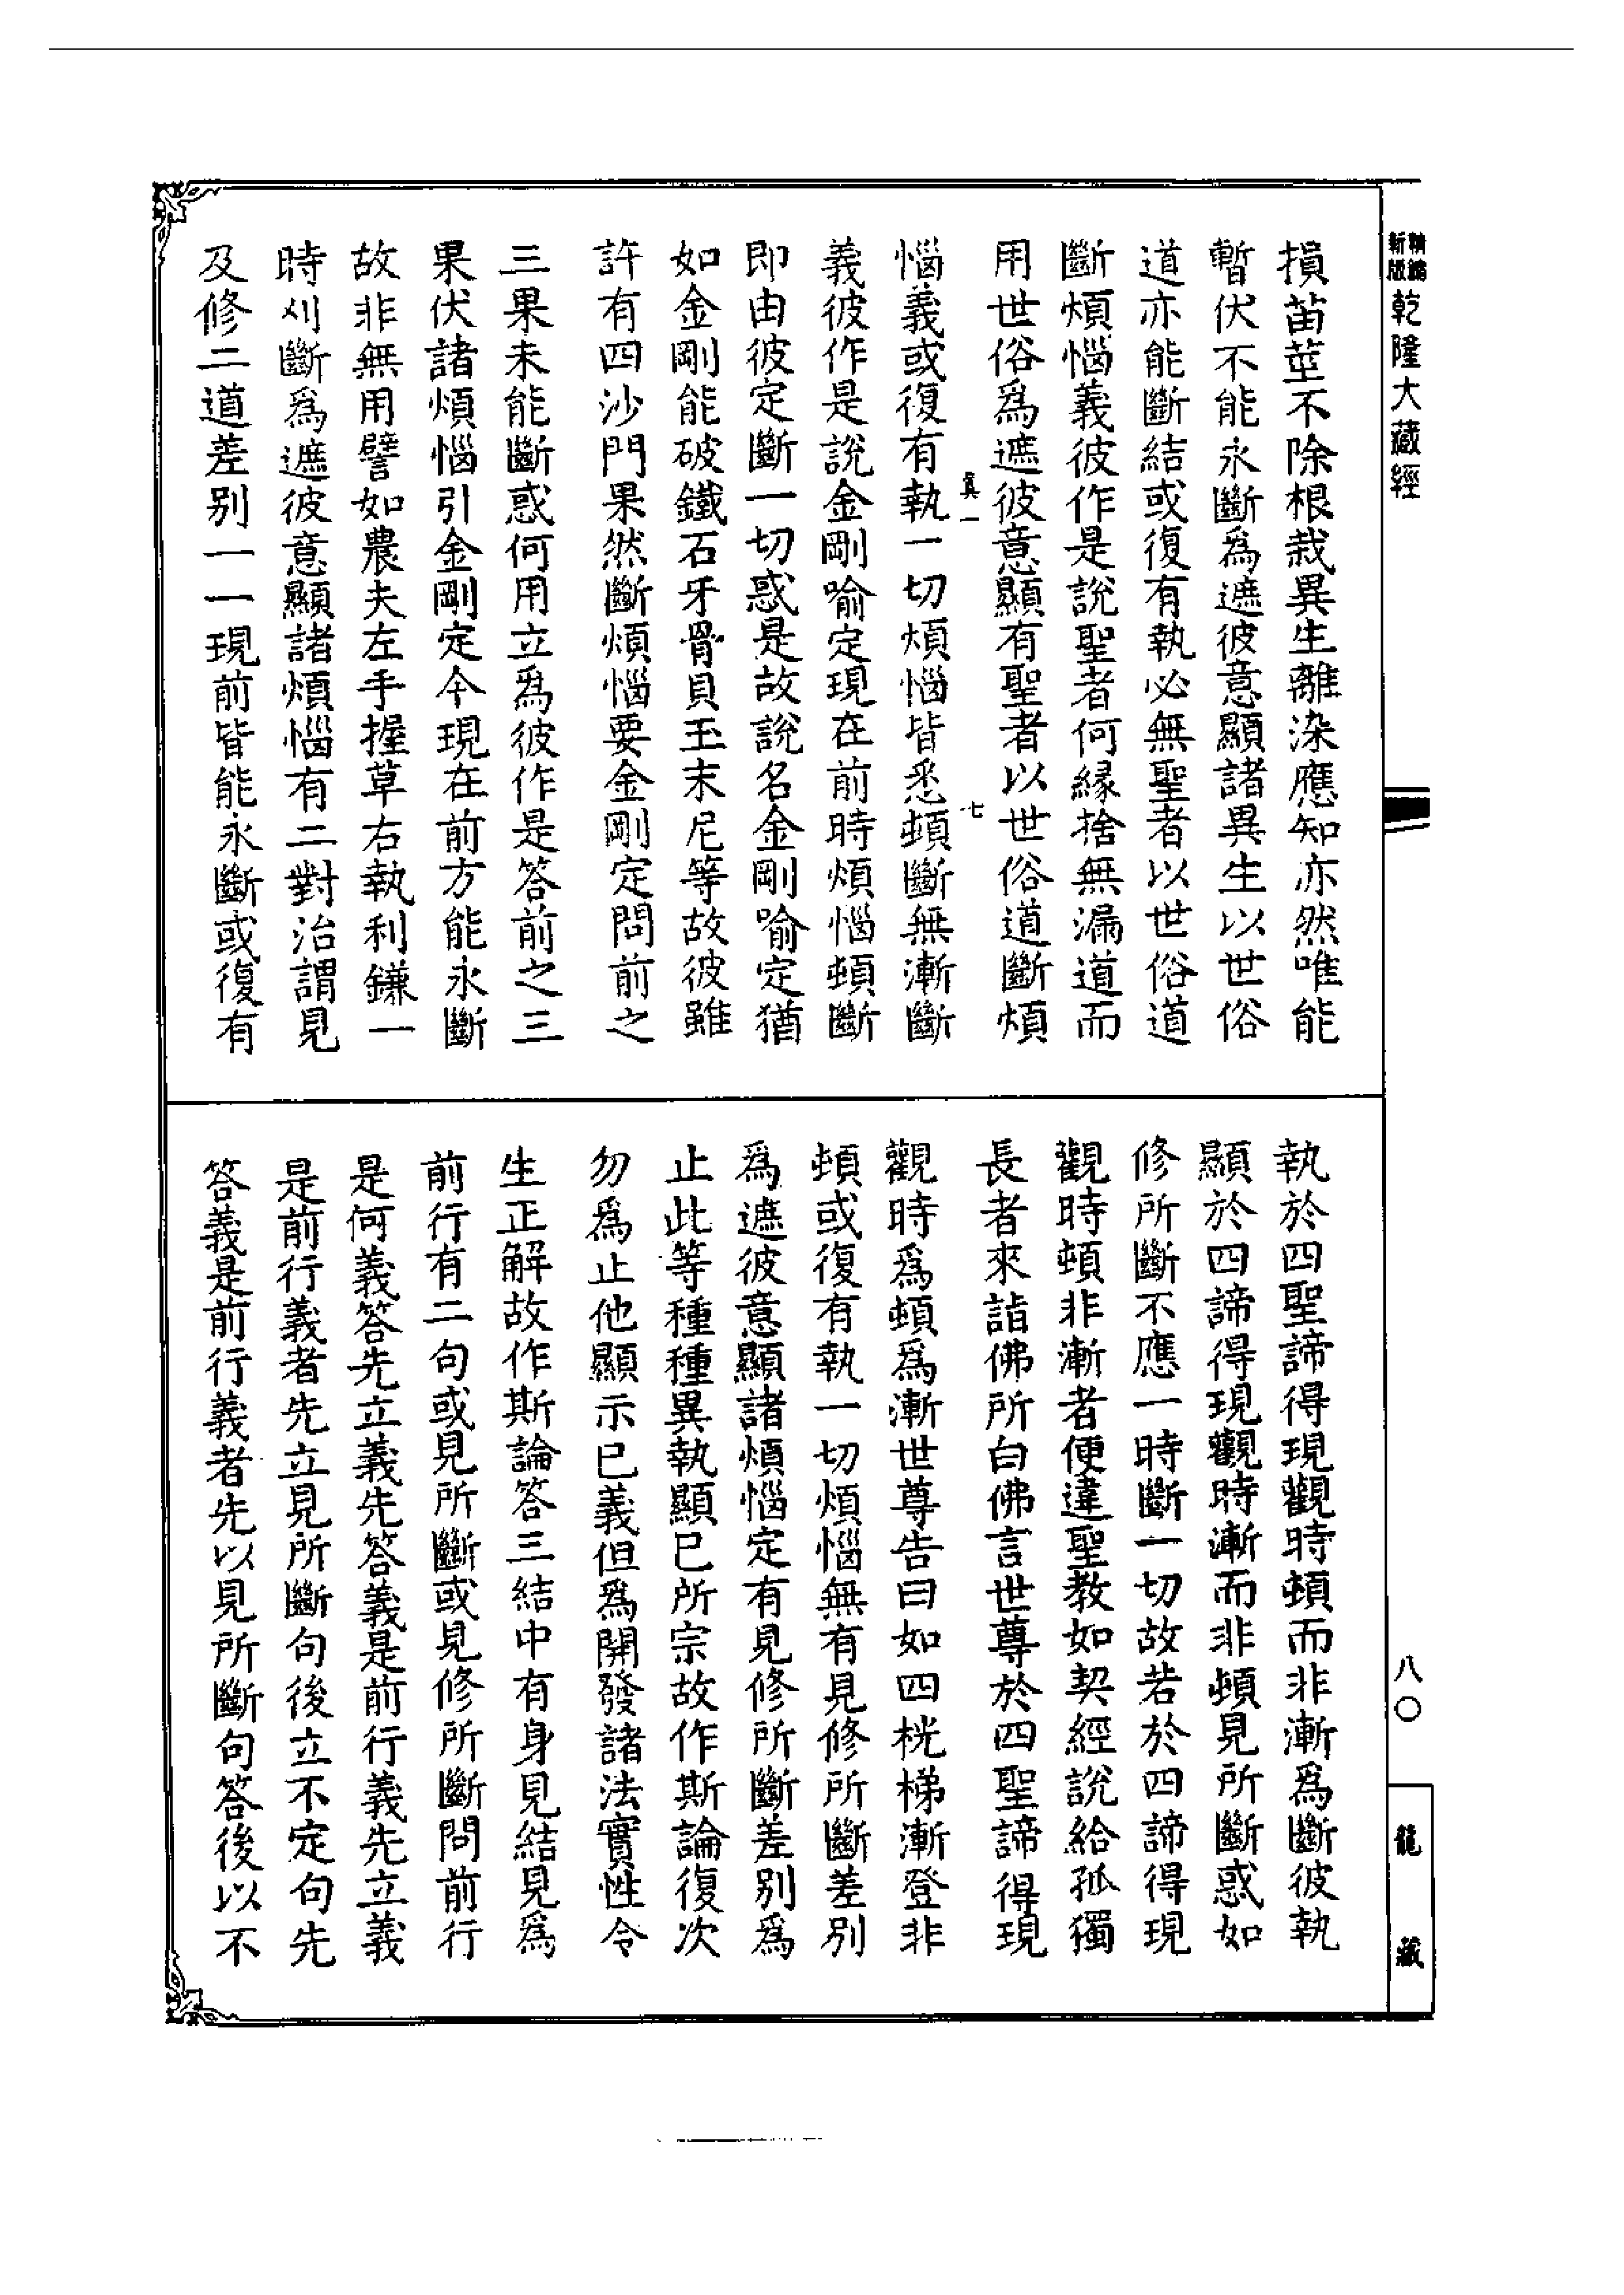 新編
新版
乾隆大藏經
損苗莖不除根栽異生離染應知亦然唯能
暫伏不能永斷為遮彼意顯諸異生以世俗
道亦能斷結或復有執必無聖者以世俗道
斷煩惱義彼作是說聖者何緣捨無漏道而
用世俗為遮彼意顯有聖者以世俗道斷煩
惱義或復有執一切煩惱皆悉頓斷無漸斷
義彼作是說金剛喻定現在前時煩惱頓斷
即由彼定斷一切惑是故說名金剛喻定猶
如金剛能破鐵石牙骨貝玉末尼等故彼雖
許有四沙門果然斷煩惱要金剛定問前之
三果未能斷惑何用立為彼作是答前之三
果伏諸煩惱引金剛定今現在前方能永斷
故非無用譬如農夫左手握草右執利鎌一
時刈斷為遮彼意顯諸煩惱有二對治謂見
及修二道差別一一現前皆能永斷或復有
執於四聖諦得現觀時頓而非漸為斷彼執
顯於四諦得現觀時漸而非頓見所斷惑如
修所斷不應一時斷一切故若於四諦得現
觀時頓非漸者便違聖教如契經說給孤獨
長者來詣佛所白佛言世尊於四聖諦得現
觀時為頓為漸世尊告曰如四桄梯漸登非
頓或復有執一切煩惱無有見修所斷差別
為遮彼意顯諸煩惱定有見修所斷差別為
止此等種種異執顯已所宗故作斯論復次
勿為止他顯示已義但為開發諸法實性令
生正解故作斯論答三結中有身見結見為
前行有二句或見所斷或見修所斷問前行
是何義答先立義先答義是前行義先立義
是前行義者先立見所斷句後立不定句先
答義是前行義者先以見所斷句答後以不
八〇
龍藏